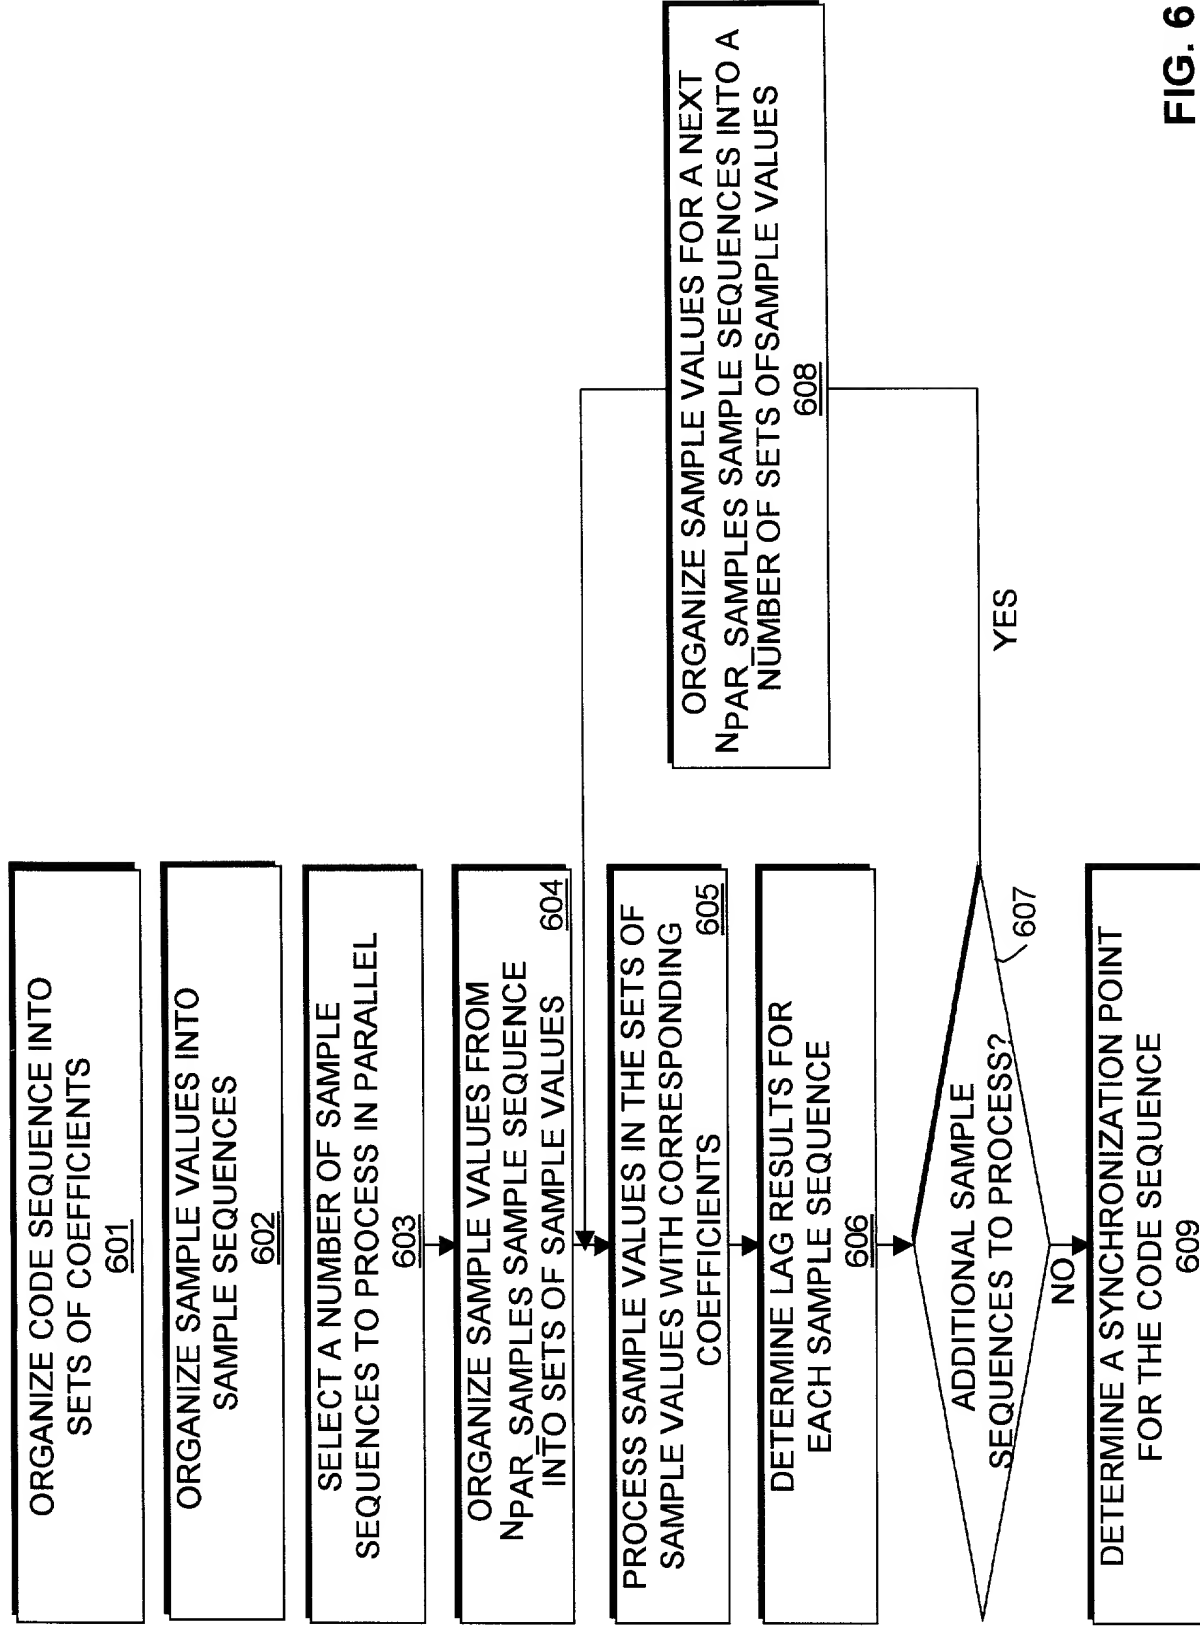 ORGANIZE CODE SEQUENCE INTO
SETS OF COEFFICIENTS
601
ORGANIZE SAMPLE VALUES INTO
SAMPLE SEQUENCES
602
SELECT A NUMBER OF SAMPLE
SEQUENCES TO PROCESS IN PARALLEL
603
ORGANIZE SAMPLE VALUES FROM
NPAR_SAMPLES SAMPLE SEQUENCE
INTO SETS OF SAMPLE VALUES
604
PROCESS SAMPLE VALUES IN THE SETS OF
SAMPLE VALUES WITH CORRESPONDING
COEFFICIENTS
605
DETERMINE LAG RESULTS FOR
EACH SAMPLE SEQUENCE
606
ADDITIONAL SAMPLE
SEQUENCES TO PROCESS?
607
YES
NO
ORGANIZE SAMPLE VALUES FOR A NEXT
NPAR_SAMPLES SAMPLE SEQUENCES INTO A
NUMBER OF SETS OFSAMPLE VALUES
608
DETERMINE A SYNCHRONIZATION POINT
FOR THE CODE SEQUENCE
609
FIG. 6